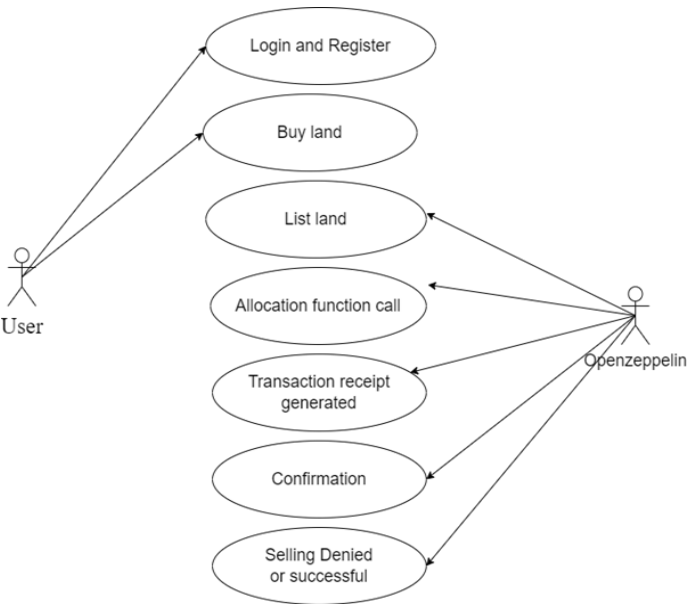 Login and Register
Buy land
List land
Allocation function call
User
Openzeppelin
Transaction receipt
generated
Confirmation
Selling Denied
or successful